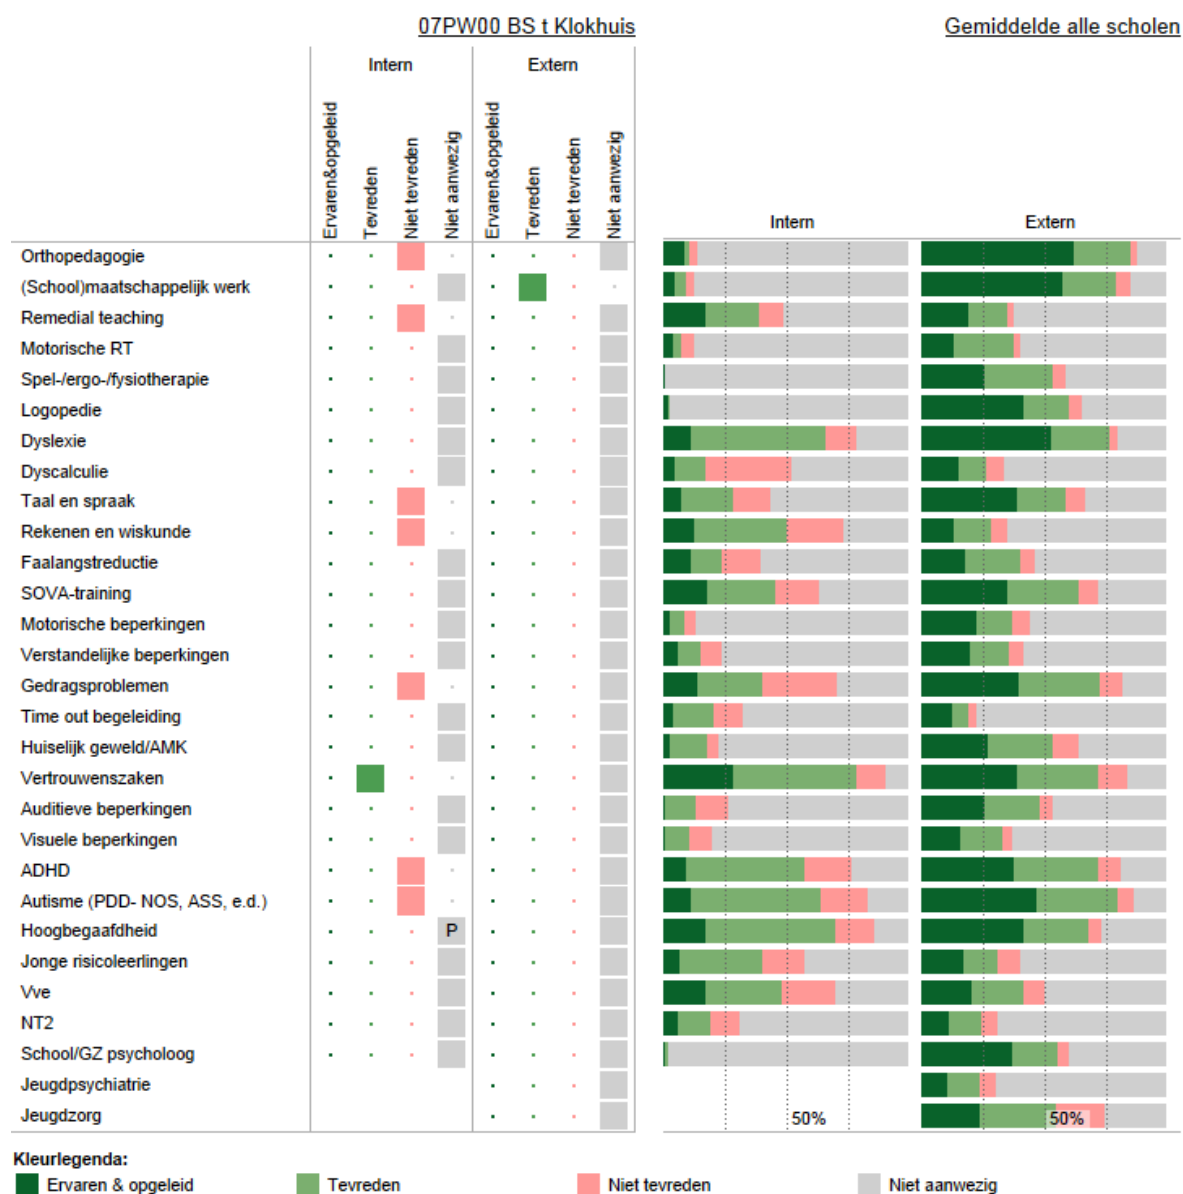 07PW00 BS t Klokhuis
Gemiddelde alle scholen
Intern
Extern
Ervaren&opgeleid
Tevreden
Niet tevreden
Niet aanwezig
Ervaren&opgeleid
Tevreden
Niet tevreden
Niet aanwezig
Intern
Extern
Orthopedagogie
(School)maatschappelijk werk
Remedial teaching
Motorische RT
Spel-/ergo-/fysiotherapie
Logopedie
Dyslexie
Dyscalculie
Taal en spraak
Rekenen en wiskunde
Faalangstreductie
SOVA-training
Motorische beperkingen
Verstandelijke beperkingen
Gedragsproblemen
Time out begeleiding
Huiselijk geweld/AMK
Vertrouwenszaken
Auditieve beperkingen
Visuele beperkingen
ADHD
Autisme (PDD- NOS, ASS, e.d.)
Hoogbegaafdheid P
Jonge risicoleerlingen
Vve
NT2
School/GZ psycholoog
Jeugdpsychiatrie
Jeugdzorg
50%
50%
Kleurlegenda:
Ervaren & opgeleid
Tevreden
Niet tevreden
Niet aanwezig